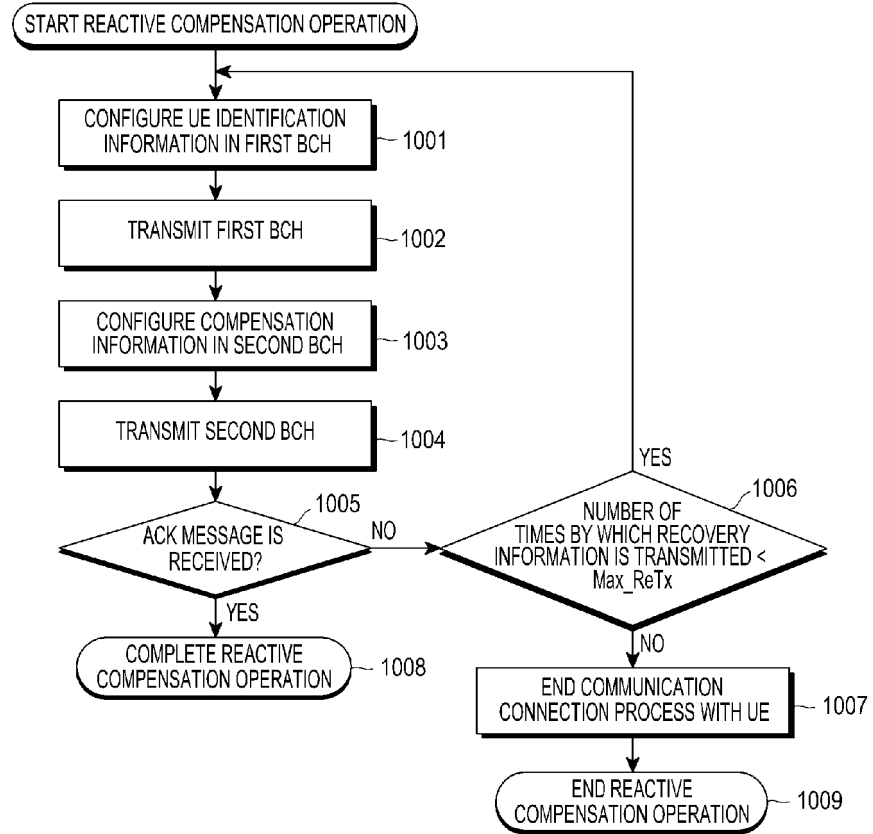 START REACTIVE COMPENSATION OPERATION
CONFIGURE UE IDENTIFICATION
INFORMATION IN FIRST BCH
1001
TRANSMIT FIRST BCH
1002
CONFIGURE COMPENSATION
INFORMATION IN SECOND BCH
1003
TRANSMIT SECOND BCH
1004
ACK MESSAGE IS
RECEIVED?
1005
NO
YES
NUMBER OF
TIMES BY WHICH RECOVERY
INFORMATION IS TRANSMITTED <
Max_ReTx
1006
YES
NO
COMPLETE REACTIVE
COMPENSATION OPERATION
1008
END COMMUNICATION
CONNECTION PROCESS WITH UE
1007
END REACTIVE
COMPENSATION OPERATION
1009